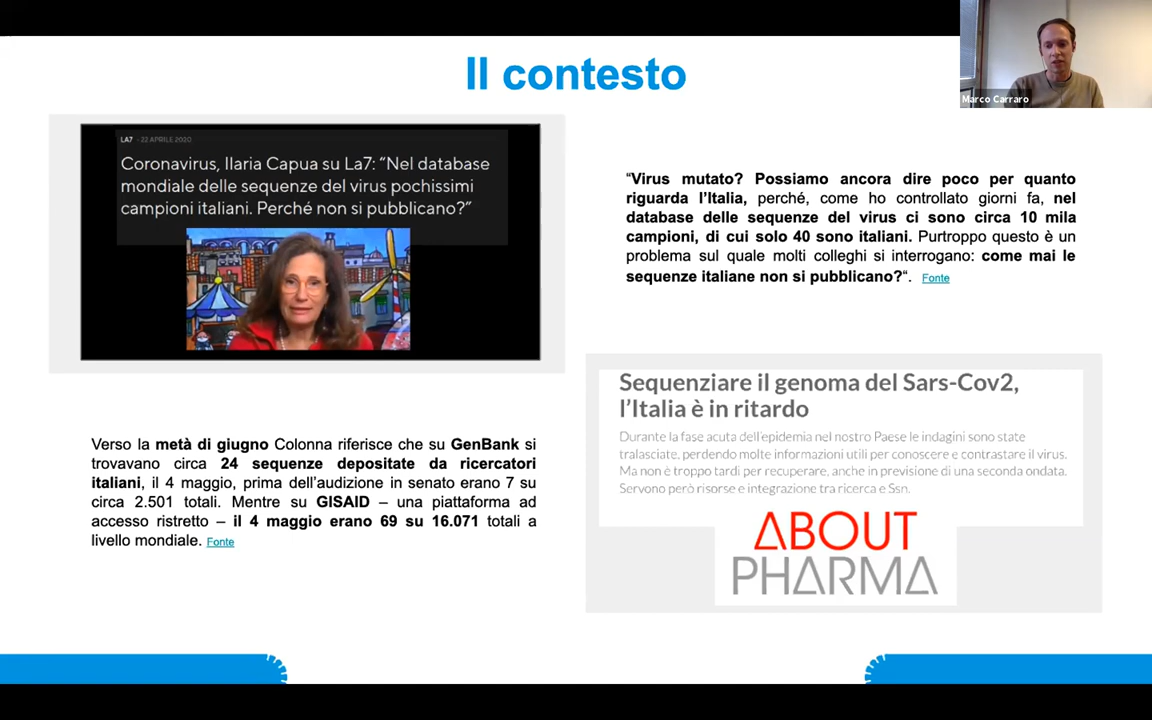 Il contesto
Marco Carraro
LA7 - 22 APRILE 2020
Coronavirus, Ilaria Capua su La7: “Nel database
mondiale delle sequenze del virus pochissimi
campioni italiani. Perché non si pubblicano?”
“Virus mutato? Possiamo ancora dire poco per quanto
riguarda l’Italia, perché, come ho controllato giorni fa, nel
database delle sequenze del virus ci sono circa 10 mila
campioni, di cui solo 40 sono italiani. Purtroppo questo è un
problema sul quale molti colleghi si interrogano: come mai le
sequenze italiane non si pubblicano?“. Fonte
Verso la metà di giugno Colonna riferisce che su GenBank si
trovavano circa 24 sequenze depositate da ricercatori
italiani, il 4 maggio, prima dell’audizione in senato erano 7 su
circa 2.501 totali. Mentre su GISAID – una piattaforma ad
accesso ristretto – il 4 maggio erano 69 su 16.071 totali a
livello mondiale. Fonte
Sequenziare il genoma del Sars-Cov2,
l’Italia è in ritardo
Durante la fase acuta dell’epidemia nel nostro Paese le indagini sono state
tralasciate, perdendo molte informazioni utili per conoscere e contrastare il virus.
Ma non è troppo tardi per recuperare, anche in previsione di una seconda ondata.
Servono però risorse e integrazione tra ricerca e Ssn.
ABOUT
PHARMA